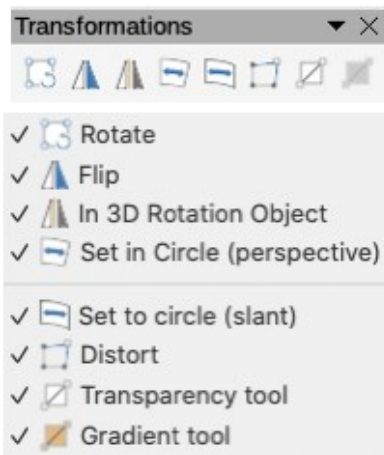 Transformations
Rotate
Flip
In 3D Rotation Object
Set in Circle (perspective)
Set to circle (slant)
Distort
Transparency tool
Gradient tool